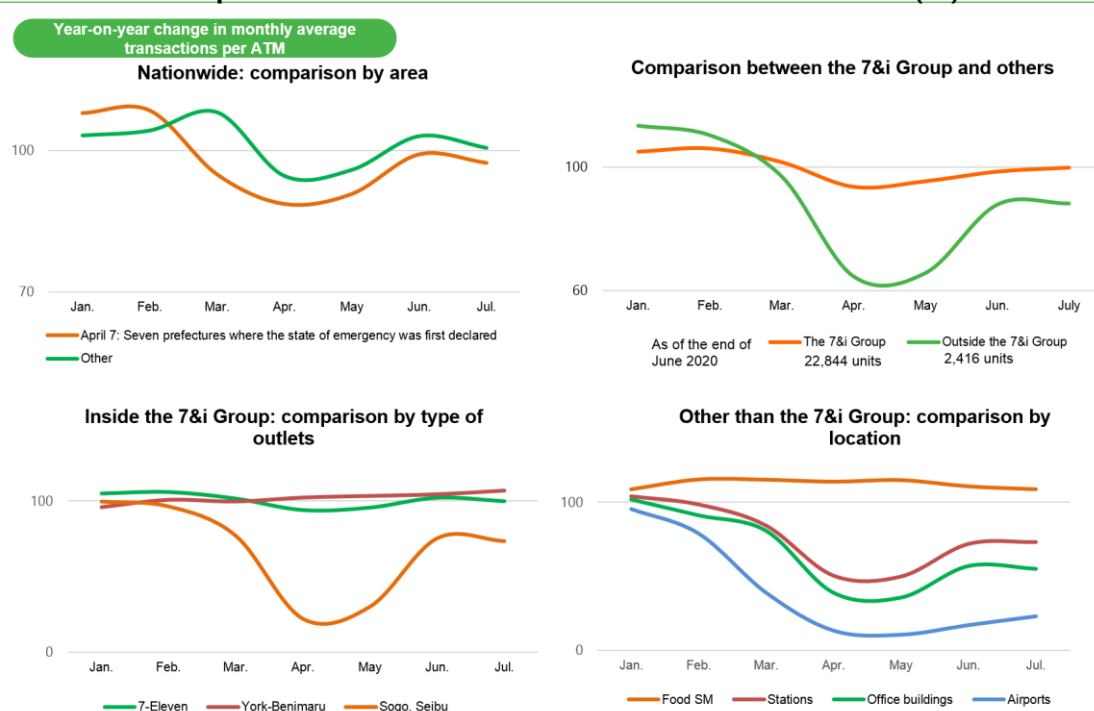 Year-on-year change in monthly average
transactions per ATM
Nationwide: comparison by area
100
70
Jan. Feb. Mar. Apr. May Jun. Jul.
April 7: Seven prefectures where the state of emergency was first declared
Other
Comparison between the 7&i Group and others
100
60
Jan. Feb. Mar. Apr. May Jun. July
As of the end of
June 2020
The 7&i Group
22,844 units
Outside the 7&i Group
2,416 units
Inside the 7&i Group: comparison by type of
outlets
100
0
Jan. Feb. Mar. Apr. May Jun. Jul.
7-Eleven York-Benimaru Sogo, Seibu
Other than the 7&i Group: comparison by
location
100
0
Jan. Feb. Mar. Apr. May Jun. Jul.
Food SM Stations Office buildings Airports